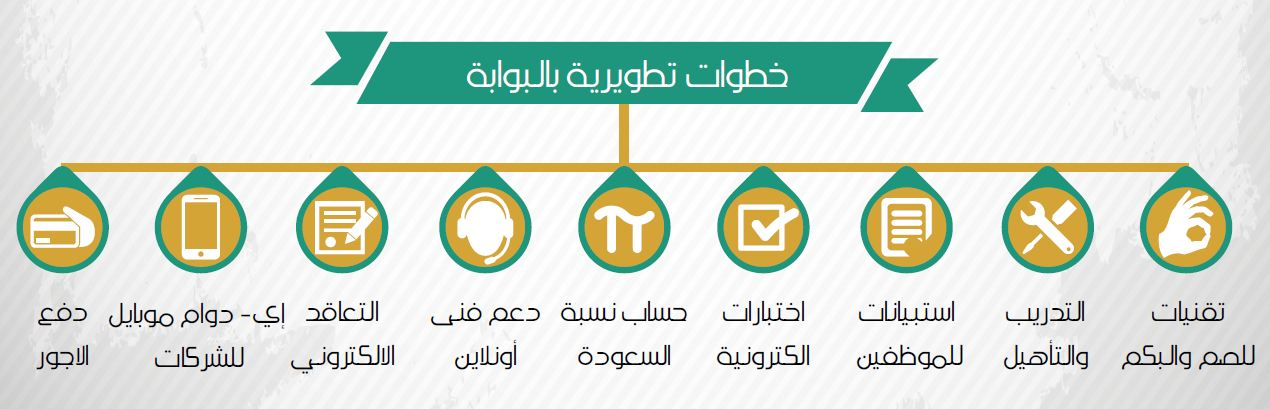 خطوات تطويرية بالبوابة
تقنيات
للصم والبكم
التدريب
والتأهيل
استبيانات
للموظفين
اختبارات
الكترونية
حساب نسبة
السعودة
دعم فنى
أونلاين
التعاقد
الالكتروني
إي- دوام موبايل
للشركات
دفع
الاجور